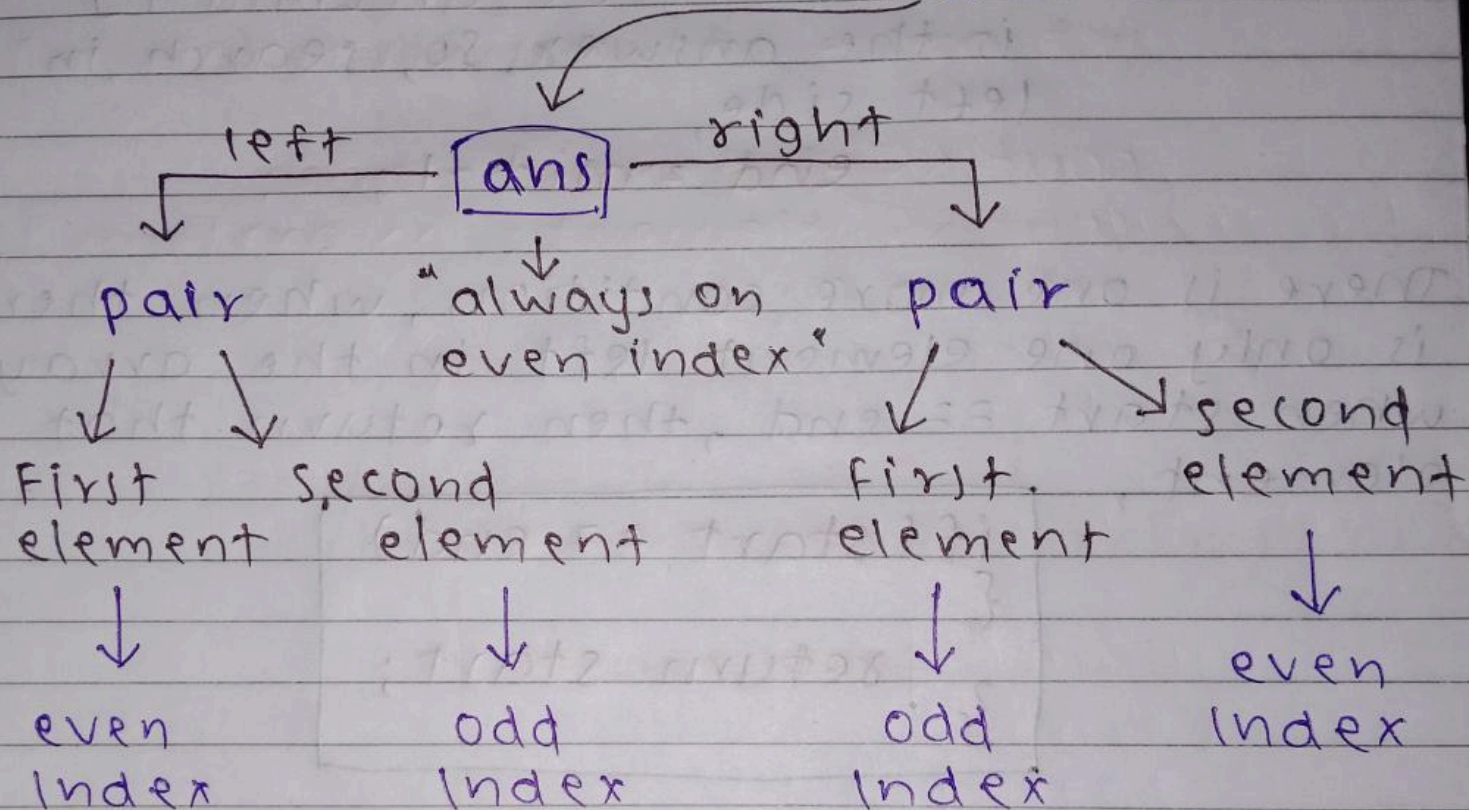 left ans right
pair "always on pair
even index"
second
First second first. element
element element element
even
even odd odd Index
Index Index Index